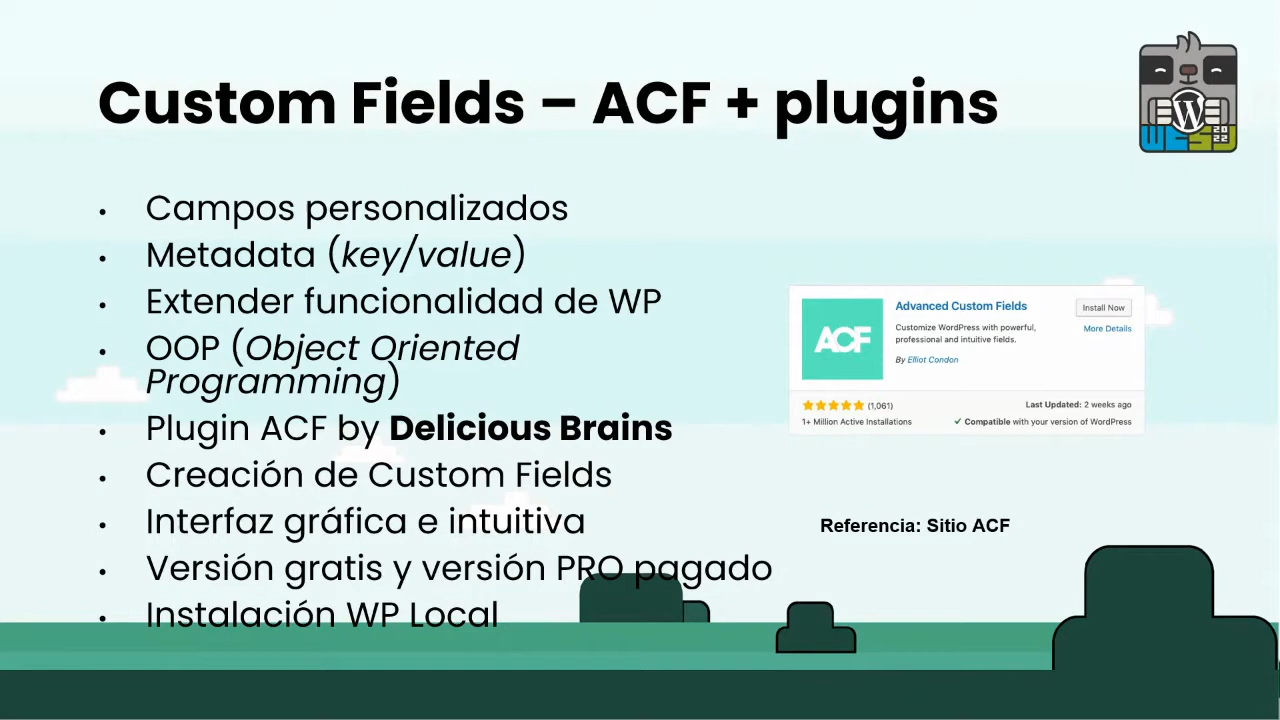 Custom Fields – ACF + plugins
W
20
22
• Campos personalizados
• Metadata (key/value)
• Extender funcionalidad de WP
• OOP (Object Oriented
Programming)
• Plugin ACF by Delicious Brains
• Creación de Custom Fields
• Interfaz gráfica e intuitiva
• Versión gratis y versión PRO pagado
• Instalación WP Local
ACF
Advanced Custom Fields
Install Now
More Details
Customize WordPress with powerful,
professional and intuitive fields.
By Elliot Condon
(1,061)
Last Updated: 2 weeks ago
1+ Million Active Installations
✓ Compatible with your version of WordPress
Referencia: Sitio ACF